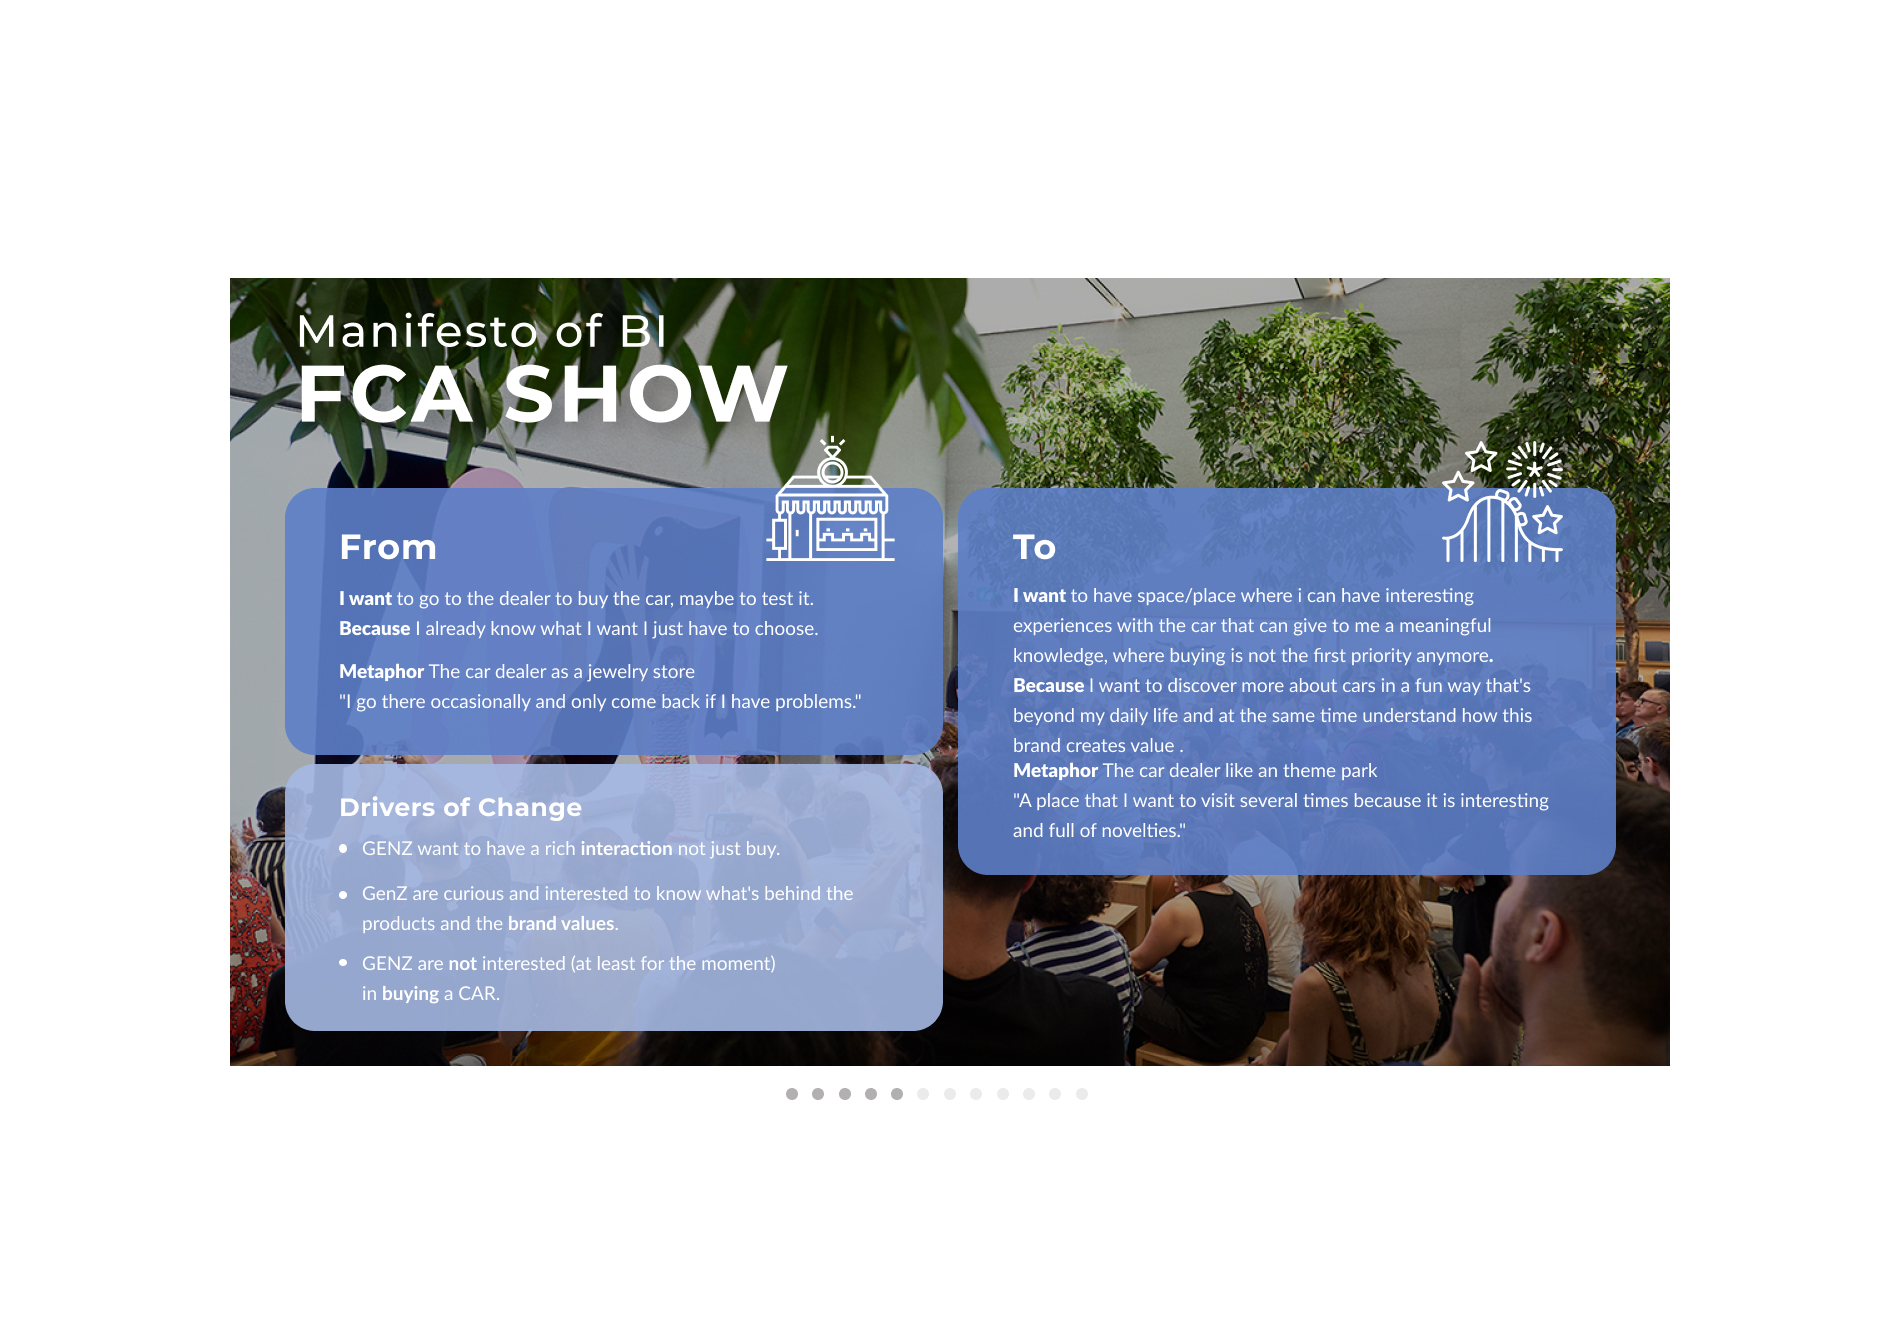 Manifesto of BI
FCA SHOW
From
I want to go to the dealer to buy the car, maybe to test it.
Because I already know what I want I just have to choose.
Metaphor The car dealer as a jewelry store
"I go there occasionally and only come back if I have problems."
Drivers of Change
• GENZ want to have a rich interaction not just buy.
• GenZ are curious and interested to know what's behind the
products and the brand values.
• GENZ are not interested (at least for the moment)
in buying a CAR.
To
I want to have space/place where i can have interesting
experiences with the car that can give to me a meaningful
knowledge, where buying is not the first priority anymore.
Because I want to discover more about cars in a fun way that's
beyond my daily life and at the same time understand how this
brand creates value .
Metaphor The car dealer like an theme park
"A place that I want to visit several times because it is interesting
and full of novelties."